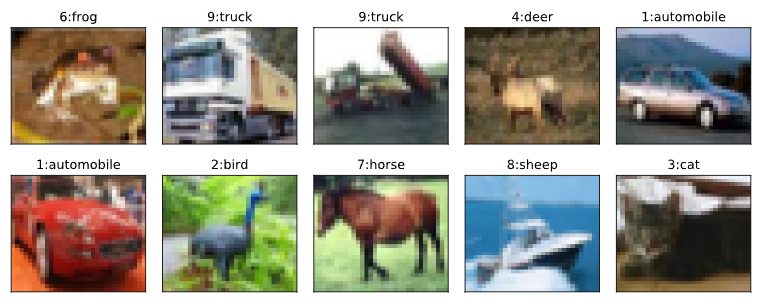 6:frog
9:truck
9:truck
4:deer
1:automobile
1:automobile
2:bird
7:horse
8:sheep
3:cat